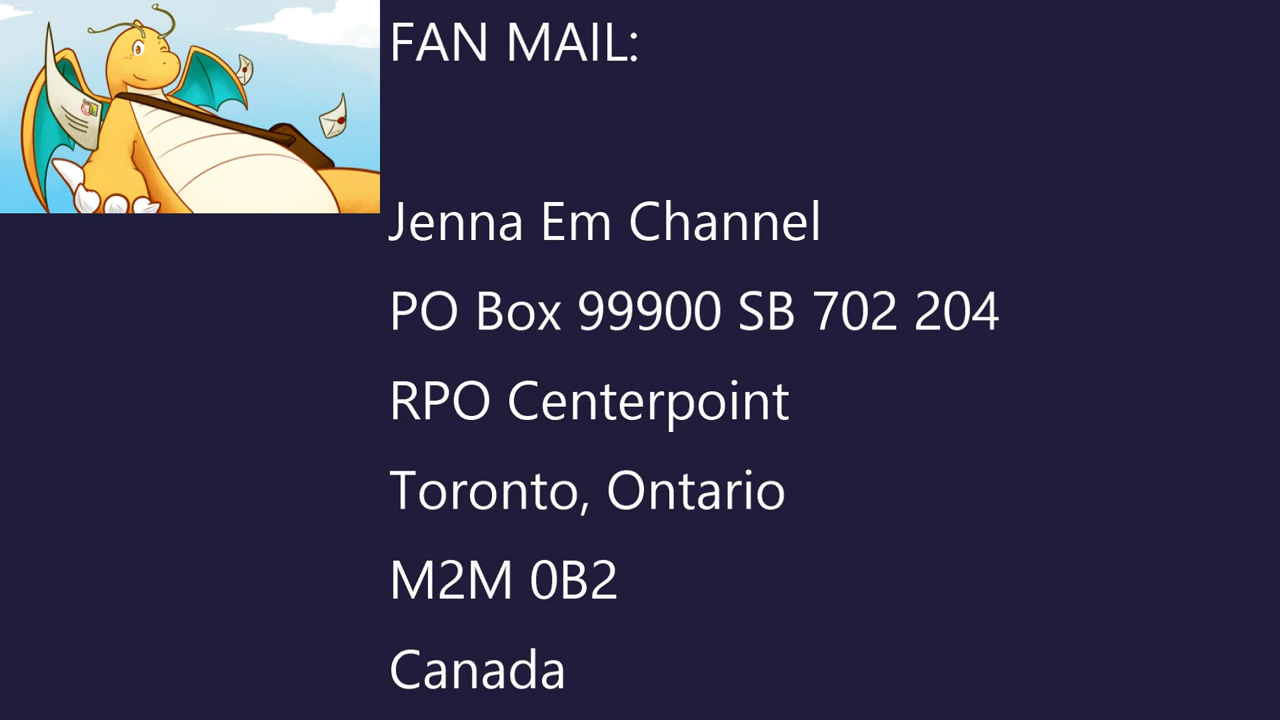 FAN MAIL:
Jenna Em Channel
PO Box 99900 SB 702 204
RPO Centerpoint
Toronto, Ontario
M2M 0B2
Canada